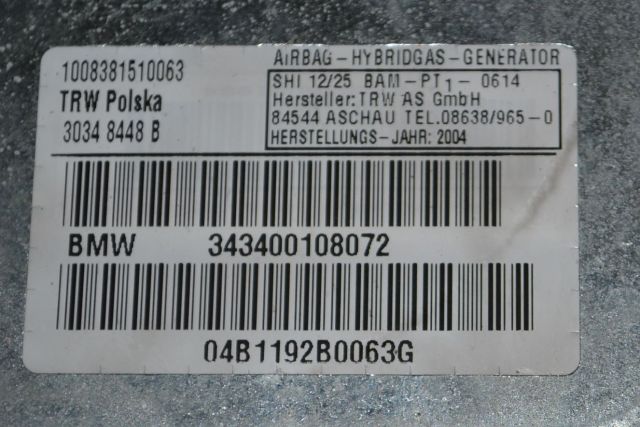 1008381510063
TRW Polska
3034 8448 B
AIRBAG-HYBRIDGAS-GENERATOR
SHI 12/25 BAM-PT1-0614
Hersteller:TRW AS GmbH
84544 ASCHAU TEL.08638/965-0
HERSTELLUNGS-JAHR: 2004
BMW 343400108072
04B1192B0063G